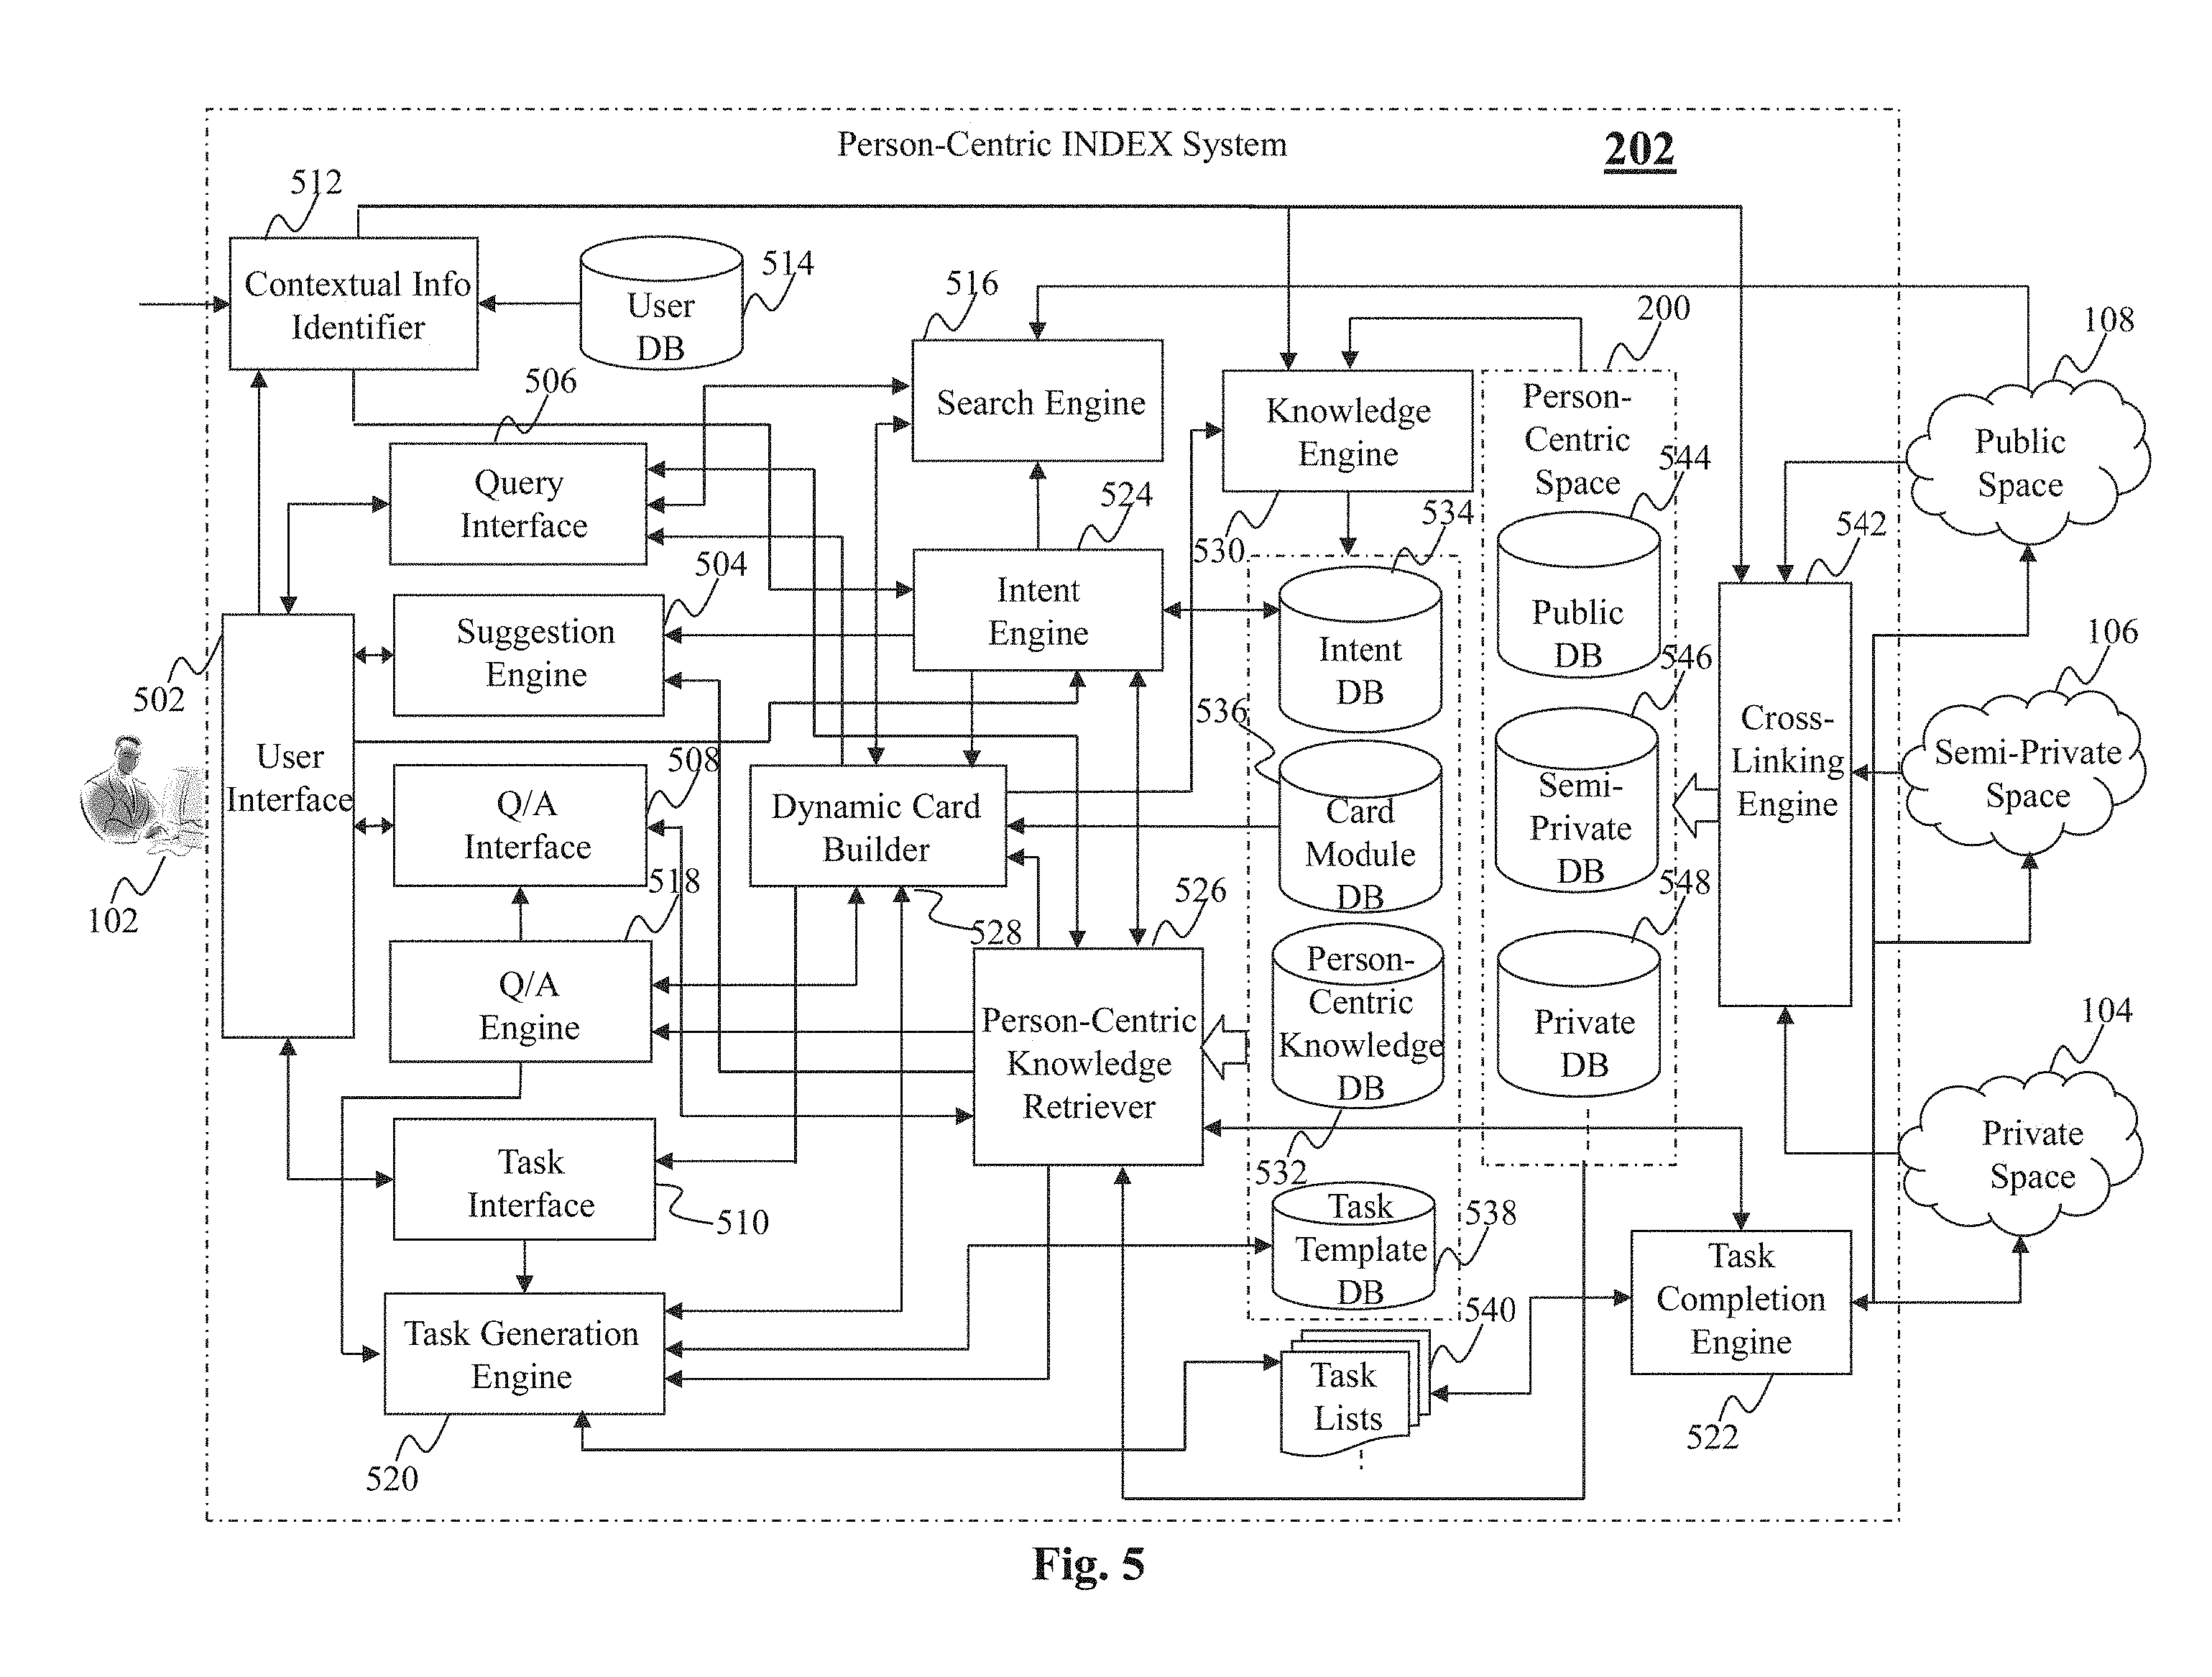 Person-Centric INDEX System
202
512
Contextual Info
Identifier
User
DB
514
516
Search Engine
200
108
Public
Space
506
Query
Interface
Knowledge
Engine
530
Person-
Centric
Space
544
Public
DB
524
Intent
Engine
534
Intent
DB
542
Cross-
Linking
Engine
504
Suggestion
Engine
546
Semi-
Private
DB
106
Semi-Private
Space
502
User
Interface
102
508
Q/A
Interface
Dynamic Card
Builder
528
536
Card
Module
DB
548
Private
DB
518
Q/A
Engine
526
Person-Centric
Knowledge
Retriever
Person-
Centric
Knowledge
DB
532
104
Private
Space
Task
Interface
510
Task
Template
DB
538
Task
Completion
Engine
522
Task Generation
Engine
520
540
Task
Lists
Fig. 5